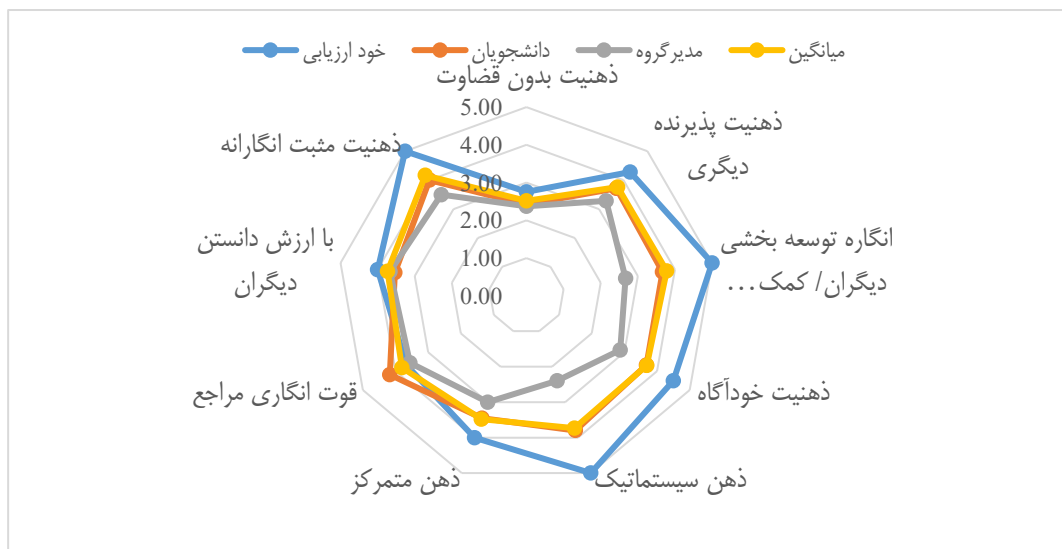 خود ارزیابی
دانشجویان
مدیرگروه
میانگین
ذهنیت بدون قضاوت
ذهنیت پذیرنده
دیگری
انگاره توسعه بخشی
دیگران/ کمک...
ذهنیت خودآگاه
ذهن سیستماتیک
ذهن متمرکز
قوت انگاری مراجع
با ارزش دانستن
دیگران
ذهنیت مثبت انگارانه
5.00
4.00
3.00
2.00
1.00
0.00